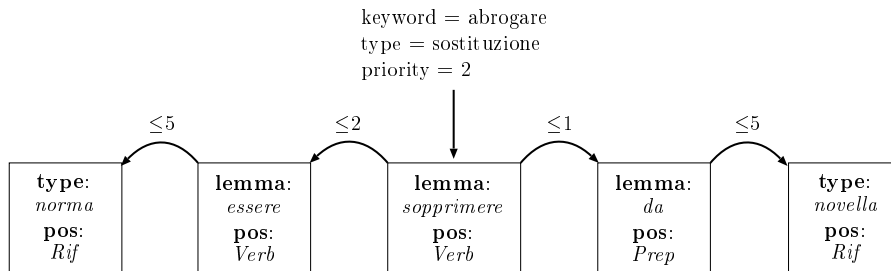 keyword = abrogare
type = sostituzione
priority = 2
≤5
≤2
≤1
≤5
type:
norma
pos:
Rif
lemma:
essere
pos:
Verb
lemma:
sopprimere
pos:
Verb
lemma:
da
pos:
Prep
type:
novella
pos:
Rif